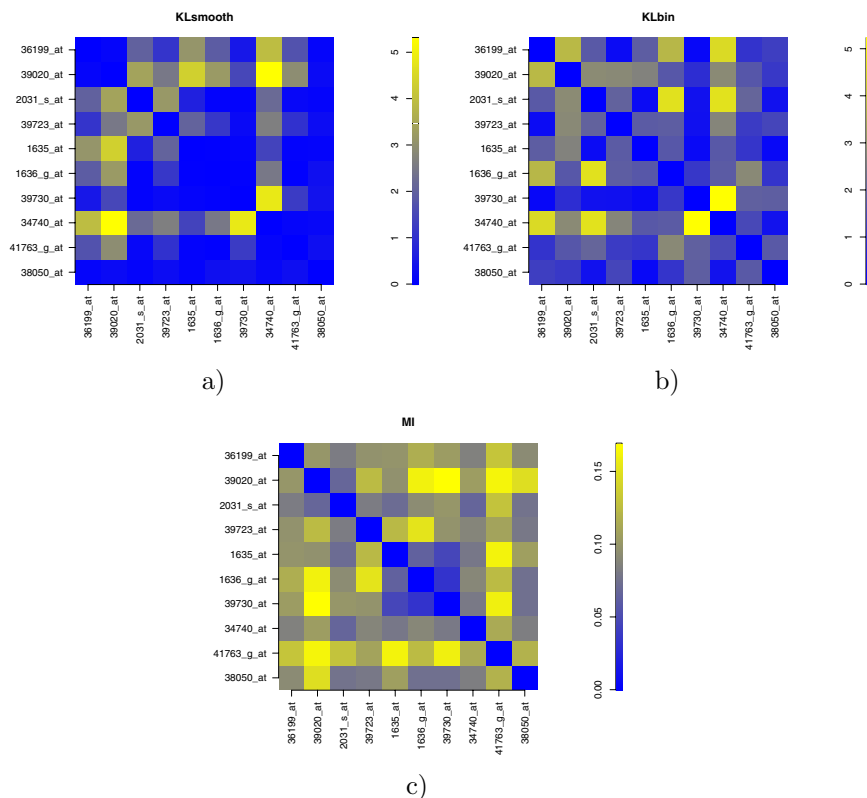 KLsmooth
36199_at
39020_at
2031_s_at
39723_at
1635_at
1636_g_at
39730_at
34740_at
41763_g_at
38050_at
36199_at
39020_at
2031_s_at
39723_at
1635_at
1636_g_at
39730_at
34740_at
41763_g_at
38050_at
0 1 2 3 4 5
a)
KLbin
36199_at
39020_at
2031_s_at
39723_at
1635_at
1636_g_at
39730_at
34740_at
41763_g_at
38050_at
36199_at
39020_at
2031_s_at
39723_at
1635_at
1636_g_at
39730_at
34740_at
41763_g_at
38050_at
0 1 2 3 4 5
b)
MI
36199_at
39020_at
2031_s_at
39723_at
1635_at
1636_g_at
39730_at
34740_at
41763_g_at
38050_at
36199_at
39020_at
2031_s_at
39723_at
1635_at
1636_g_at
39730_at
34740_at
41763_g_at
38050_at
0.00 0.05 0.10 0.15
c)